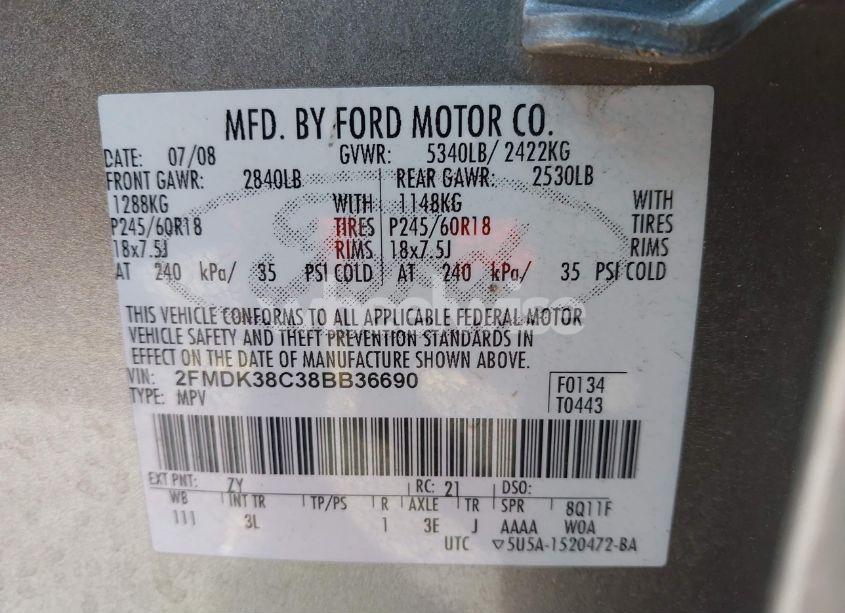 MFD. BY FORD MOTOR CO.
DATE: 07/08 GVWR: 5340LB/ 2422KG
FRONT GAWR: 2840LB REAR GAWR: 2530LB
1288KG WITH 1148KG WITH
P245/60R18 TIRES P245/60R18 TIRES
18x7.5J RIMS 18x7.5J RIMS
AT 240 kPa/ 35 PSI COLD AT 240 kPa/ 35 PSI COLD
THIS VEHICLE CONFORMS TO ALL APPLICABLE FEDERAL MOTOR
VEHICLE SAFETY AND THEFT PREVENTION STANDARDS IN
EFFECT ON THE DATE OF MANUFACTURE SHOWN ABOVE.
VIN: 2FMDK38C38BB36690 F0134
TYPE: MPV T0443
EXT PNT: ZY RC: 21 DSO:
WB INT TR TP/PS R AXLE TR SPR 8Q11F
111 3L 1 3E J AAAA WOA
UTC ▽5U5A-1520472-BA